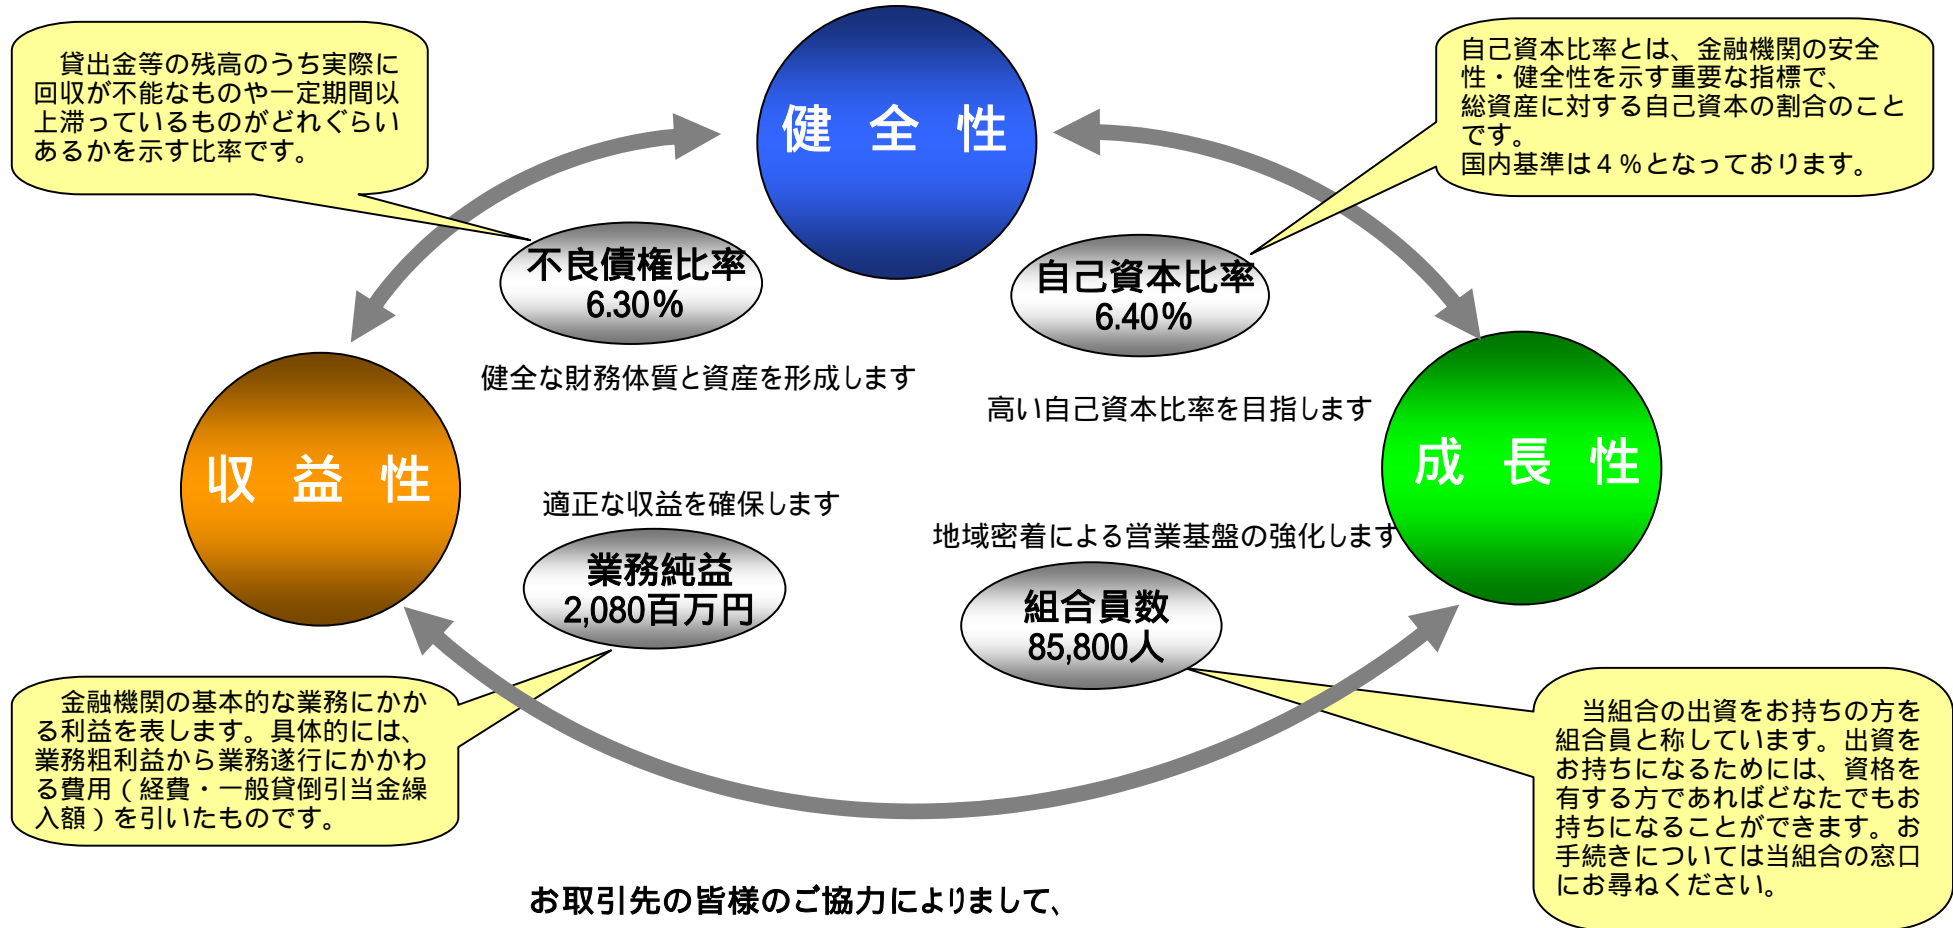 貸出金等の残高のうち実際に
回収が不能なものや一定期間以
上滞っているものがどれぐらい
あるかを示す比率です。
健全性
自己資本比率とは、金融機関の安全
性・健全性を示す重要な指標で、
総資産に対する自己資本の割合のこと
です。
国内基準は４％となっております。
不良債権比率
6.30％
自己資本比率
6.40％
健全な財務体質と資産を形成します
高い自己資本比率を目指します
収益性
成長性
適正な収益を確保します
地域密着による営業基盤の強化します
業務純益
2,080百万円
組合員数
85,800人
金融機関の基本的な業務にかか
る利益を表します。具体的には、
業務粗利益から業務遂行にかかわ
る費用（経費・一般貸倒引当金繰
入額）を引いたものです。
当組合の出資をお持ちの方を
組合員と称しています。出資を
お持ちになるためには、資格を
有する方であればどなたでもお
持ちになることができます。お
手続きについては当組合の窓口
にお尋ねください。
お取引先の皆様のご協力によりまして、